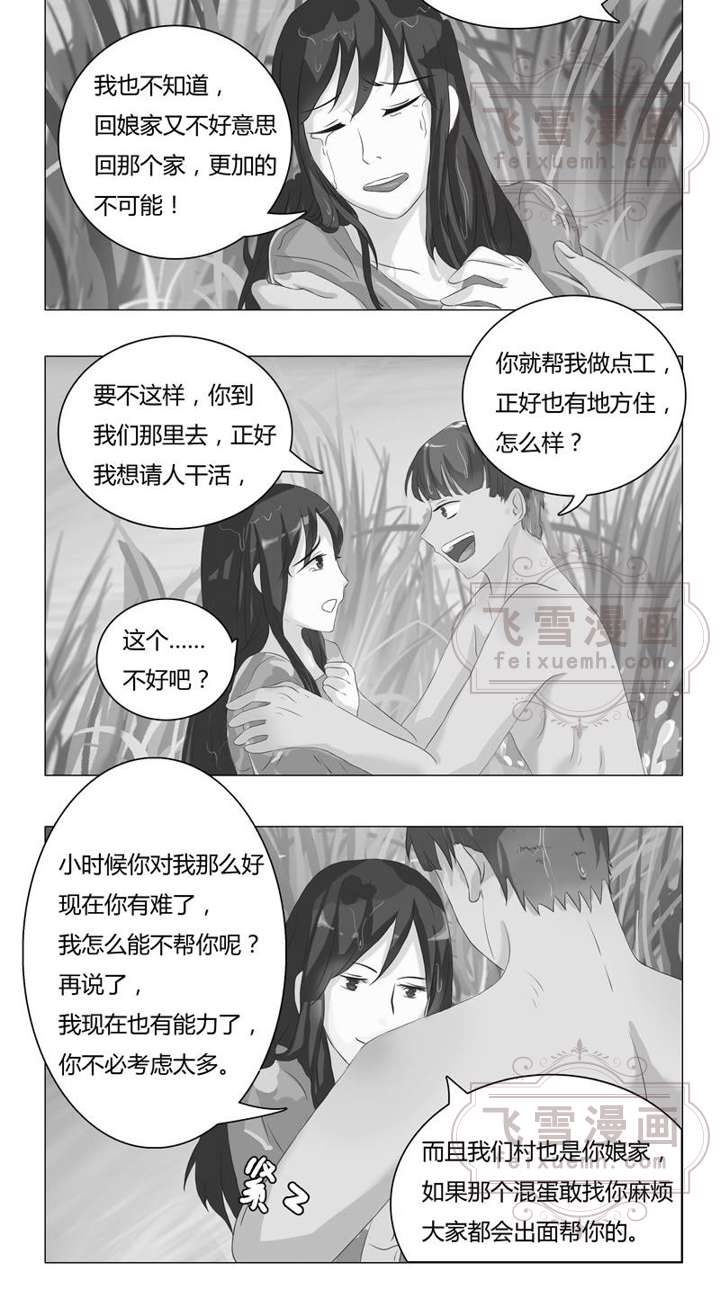 我也不知道，
回娘家又不好意思
回那个家，更加的
不可能！
飞雪漫画
feixuemh.com
要不这样，你到
我们那里去，正好
我想请人干活，
你就帮我做点工，
正好也有地方住，
怎么样？
这个……
不好吧？
飞雪漫画
feixuemh.com
小时候你对我那么好
现在你有难了，
我怎么能不帮你呢？
再说了，
我现在也有能力了，
你不必考虑太多。
紧
飞雪漫画
而且我们村也是你娘家，
如果那个混蛋敢找你麻烦
大家都会出面帮你的。